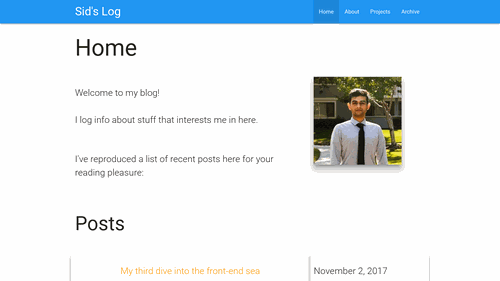 Sid's Log
Home About Projects Archive
Home
Welcome to my blog!
I log info about stuff that interests me in here.
I've reproduced a list of recent posts here for your
reading pleasure:
Posts
My third dive into the front-end sea
November 2, 2017